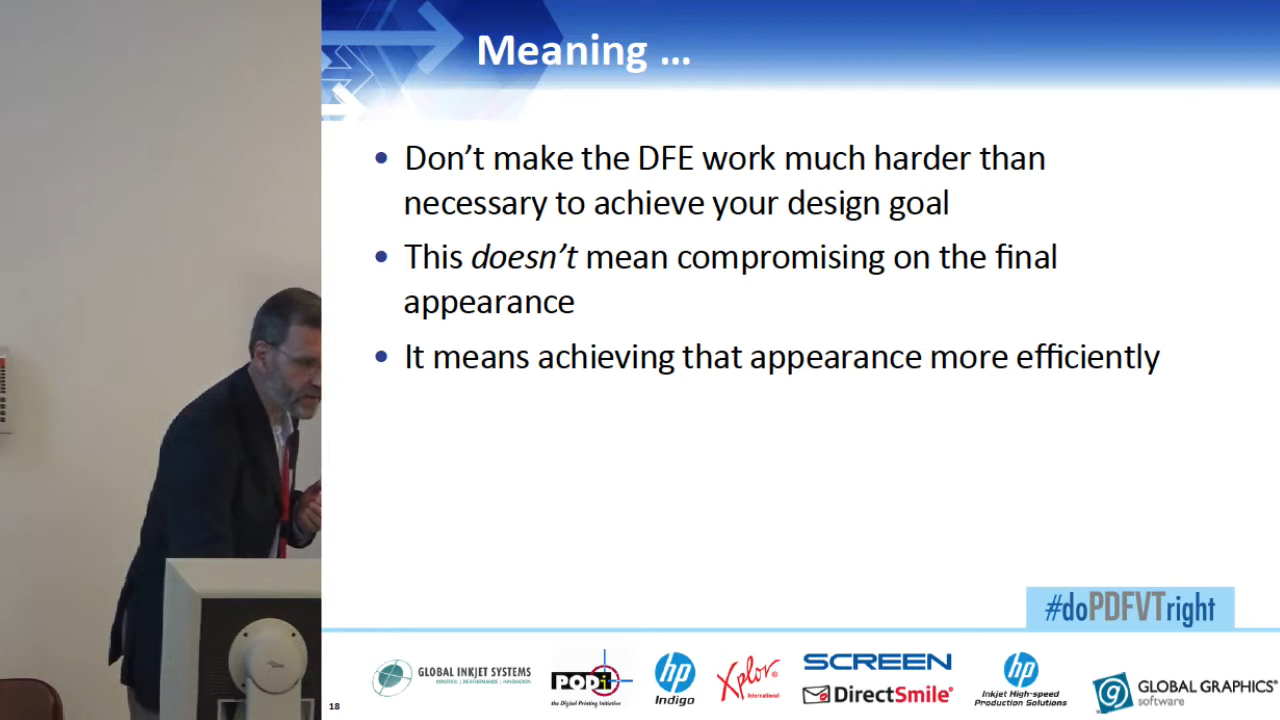 Meaning ...
• Don't make the DFE work much harder than
necessary to achieve your design goal
• This doesn't mean compromising on the final
appearance
• It means achieving that appearance more efficiently
#doPDFVTright
GLOBAL INKJET SYSTEMS
PODi
the Digital Printing Initiative
hp
Indigo
Xplor
International
SCREEN
DirectSmile
hp
Inkjet High-speed
Production Solutions
GLOBAL GRAPHICS
software
18